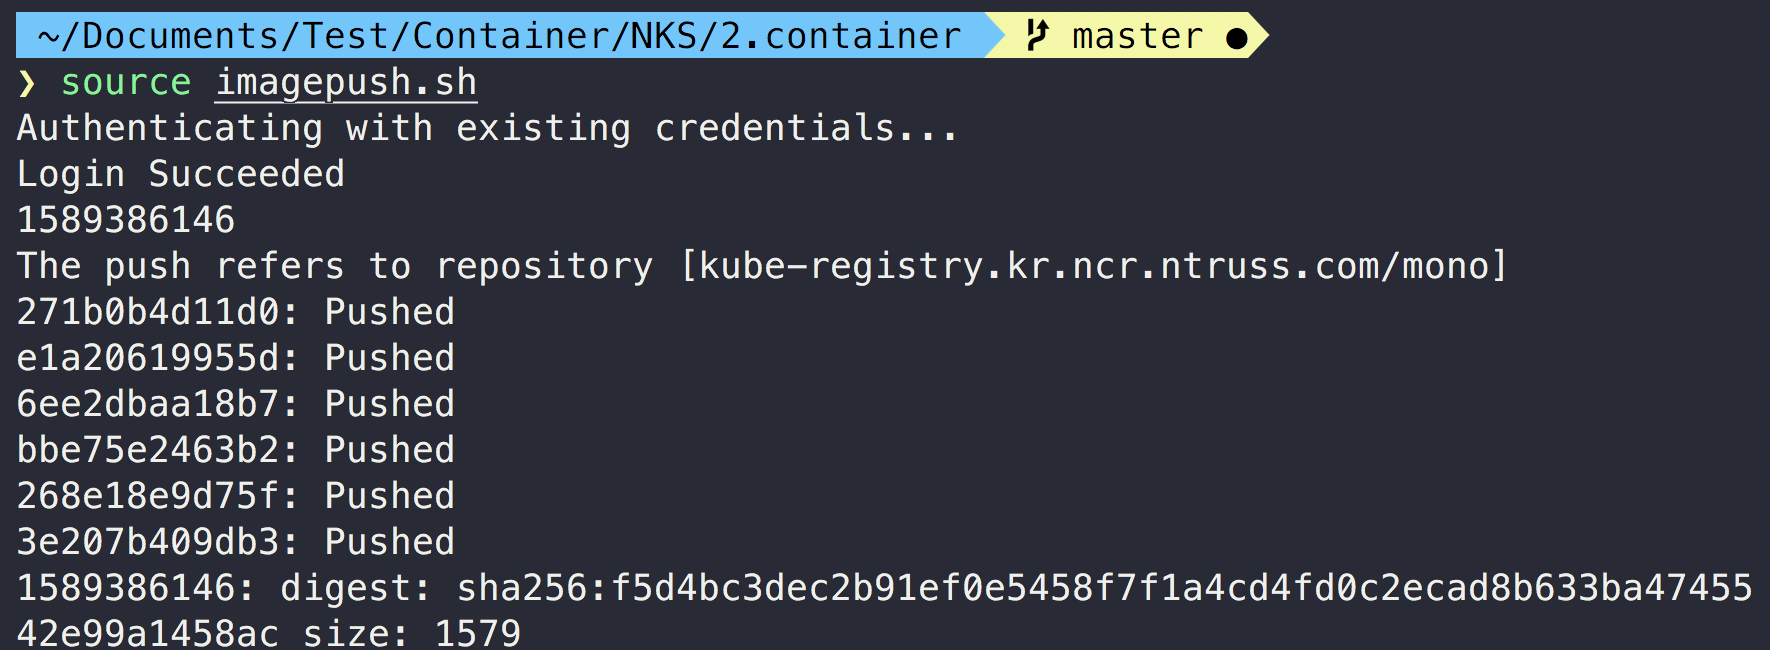 ~/Documents/Test/Container/NKS/2.container master ●
❯ source imagepush.sh
Authenticating with existing credentials...
Login Succeeded
1589386146
The push refers to repository [kube-registry.kr.ncr.ntruss.com/mono]
271b0b4d11d0: Pushed
e1a20619955d: Pushed
6ee2dbaa18b7: Pushed
bbe75e2463b2: Pushed
268e18e9d75f: Pushed
3e207b409db3: Pushed
1589386146: digest: sha256:f5d4bc3dec2b91ef0e5458f7f1a4cd4fd0c2ecad8b633ba47455
42e99a1458ac size: 1579